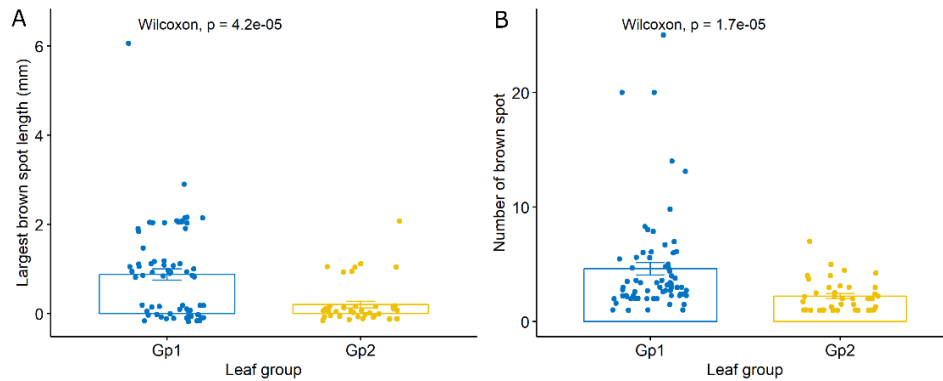 A
Wilcoxon, p = 4.2e-05
Largest brown spot length (mm)
6
4
2
0
Gp1 Gp2
Leaf group
B
Wilcoxon, p = 1.7e-05
Number of brown spot
20
10
0
Gp1 Gp2
Leaf group